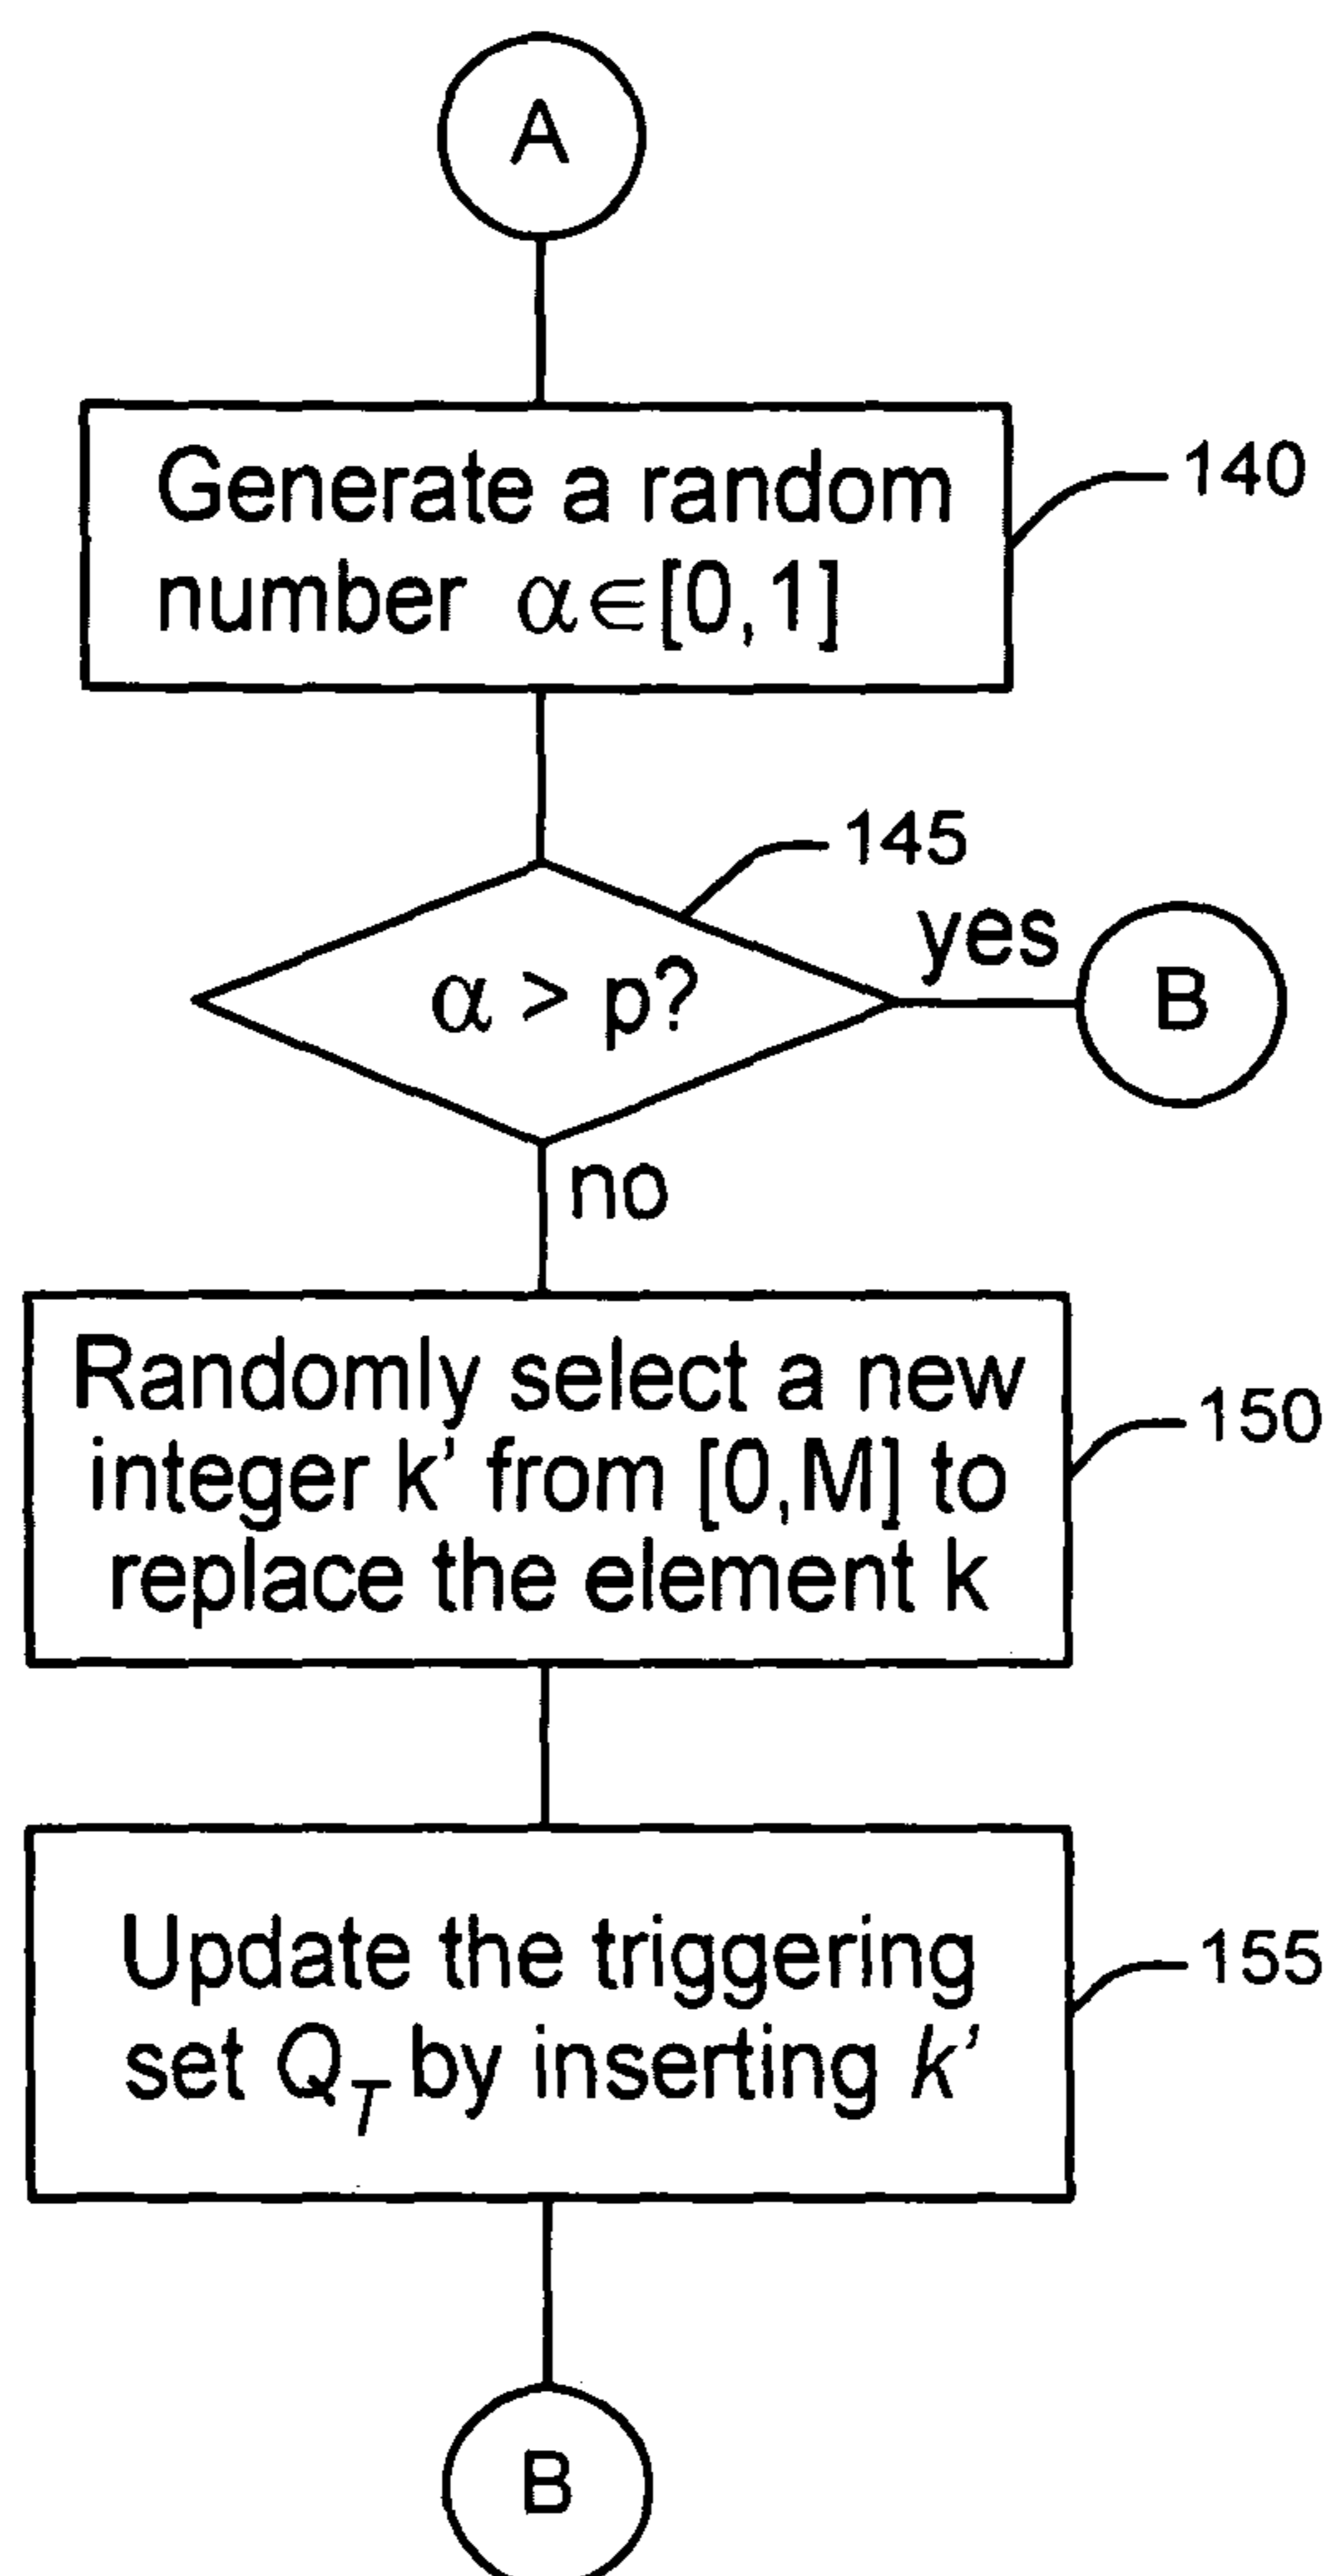 A
Generate a random
number α∈[0,1]
140
145
α > p?
yes
B
no
Randomly select a new
integer k' from [0,M] to
replace the element k
150
Update the triggering
set Q_T by inserting k'
155
B